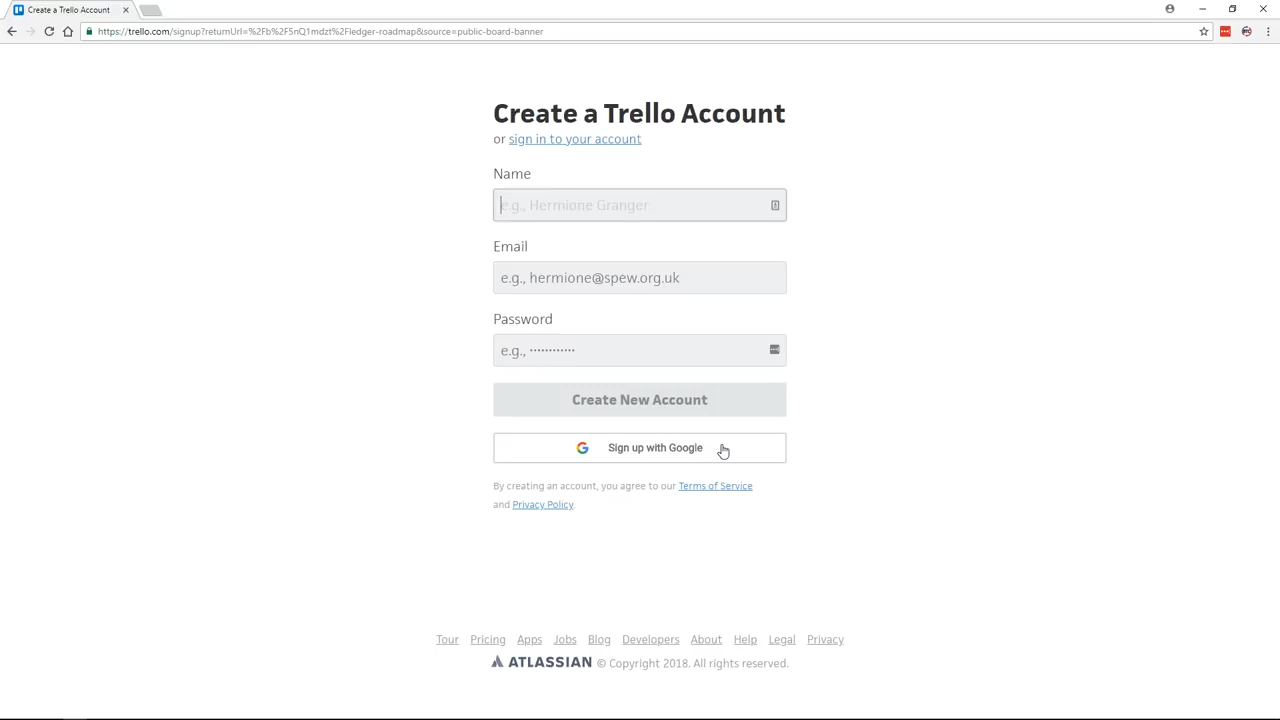 Create a Trello Account
https://trello.com/signup?returnUrl=%2Fb%2F5nQ1mdzt%2Fledger-roadmap&source=public-board-banner
Create a Trello Account
or sign in to your account
Name
e.g., Hermione Granger
Email
e.g., hermione@spew.org.uk
Password
e.g., ••••••••••••
Create New Account
Sign up with Google
By creating an account, you agree to our Terms of Service
and Privacy Policy.
Tour Pricing Apps Jobs Blog Developers About Help Legal Privacy
ATLASSIAN © Copyright 2018. All rights reserved.